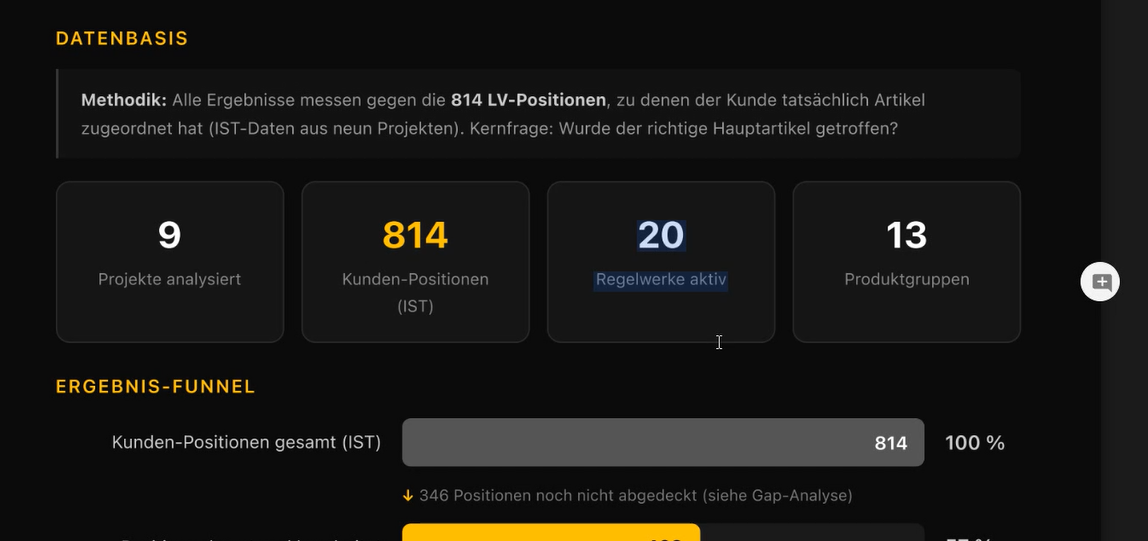 DATENBASIS
Methodik: Alle Ergebnisse messen gegen die 814 LV-Positionen, zu denen der Kunde tatsächlich Artikel
zugeordnet hat (IST-Daten aus neun Projekten). Kernfrage: Wurde der richtige Hauptartikel getroffen?
9
Projekte analysiert
814
Kunden-Positionen
(IST)
20
Regelwerke aktiv
13
Produktgruppen
ERGEBNIS-FUNNEL
Kunden-Positionen gesamt (IST)
814
100 %
↓ 346 Positionen noch nicht abgedeckt (siehe Gap-Analyse)